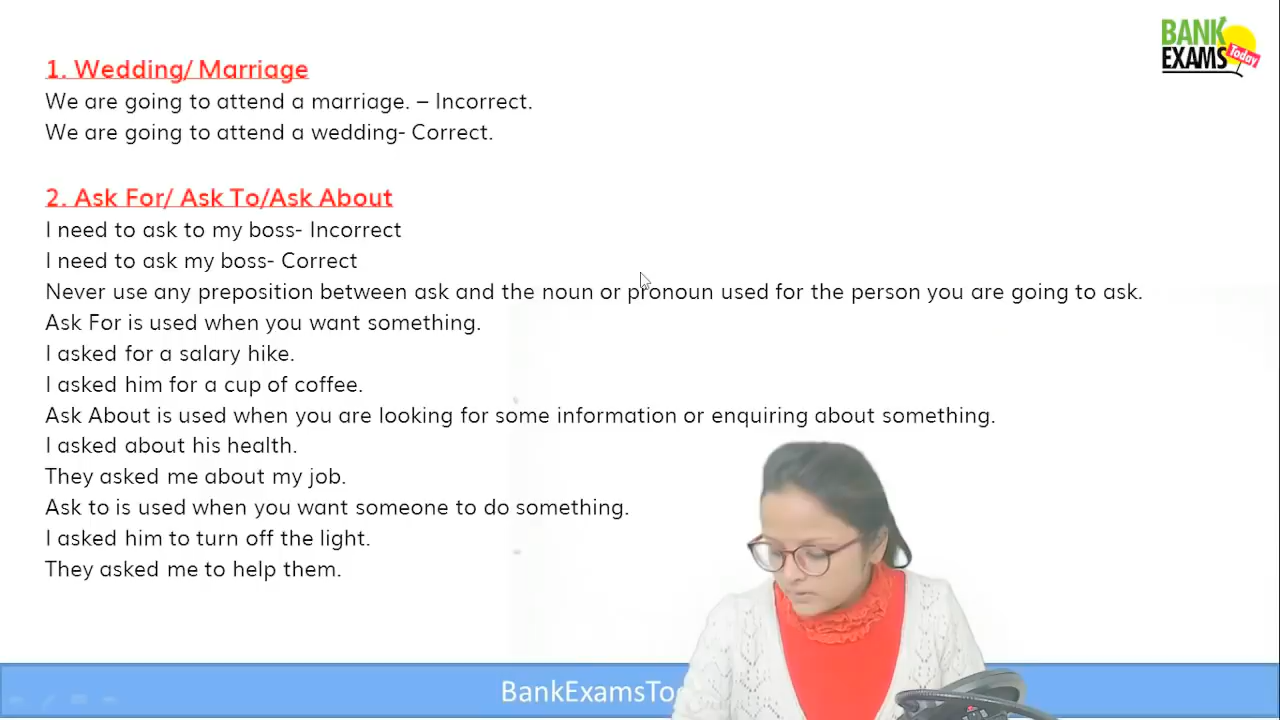 BANK
EXAMS
Today
1. Wedding/ Marriage
We are going to attend a marriage. – Incorrect.
We are going to attend a wedding- Correct.
2. Ask For/ Ask To/Ask About
I need to ask to my boss- Incorrect
I need to ask my boss- Correct
Never use any preposition between ask and the noun or pronoun used for the person you are going to ask.
Ask For is used when you want something.
I asked for a salary hike.
I asked him for a cup of coffee.
Ask About is used when you are looking for some information or enquiring about something.
I asked about his health.
They asked me about my job.
Ask to is used when you want someone to do something.
I asked him to turn off the light.
They asked me to help them.